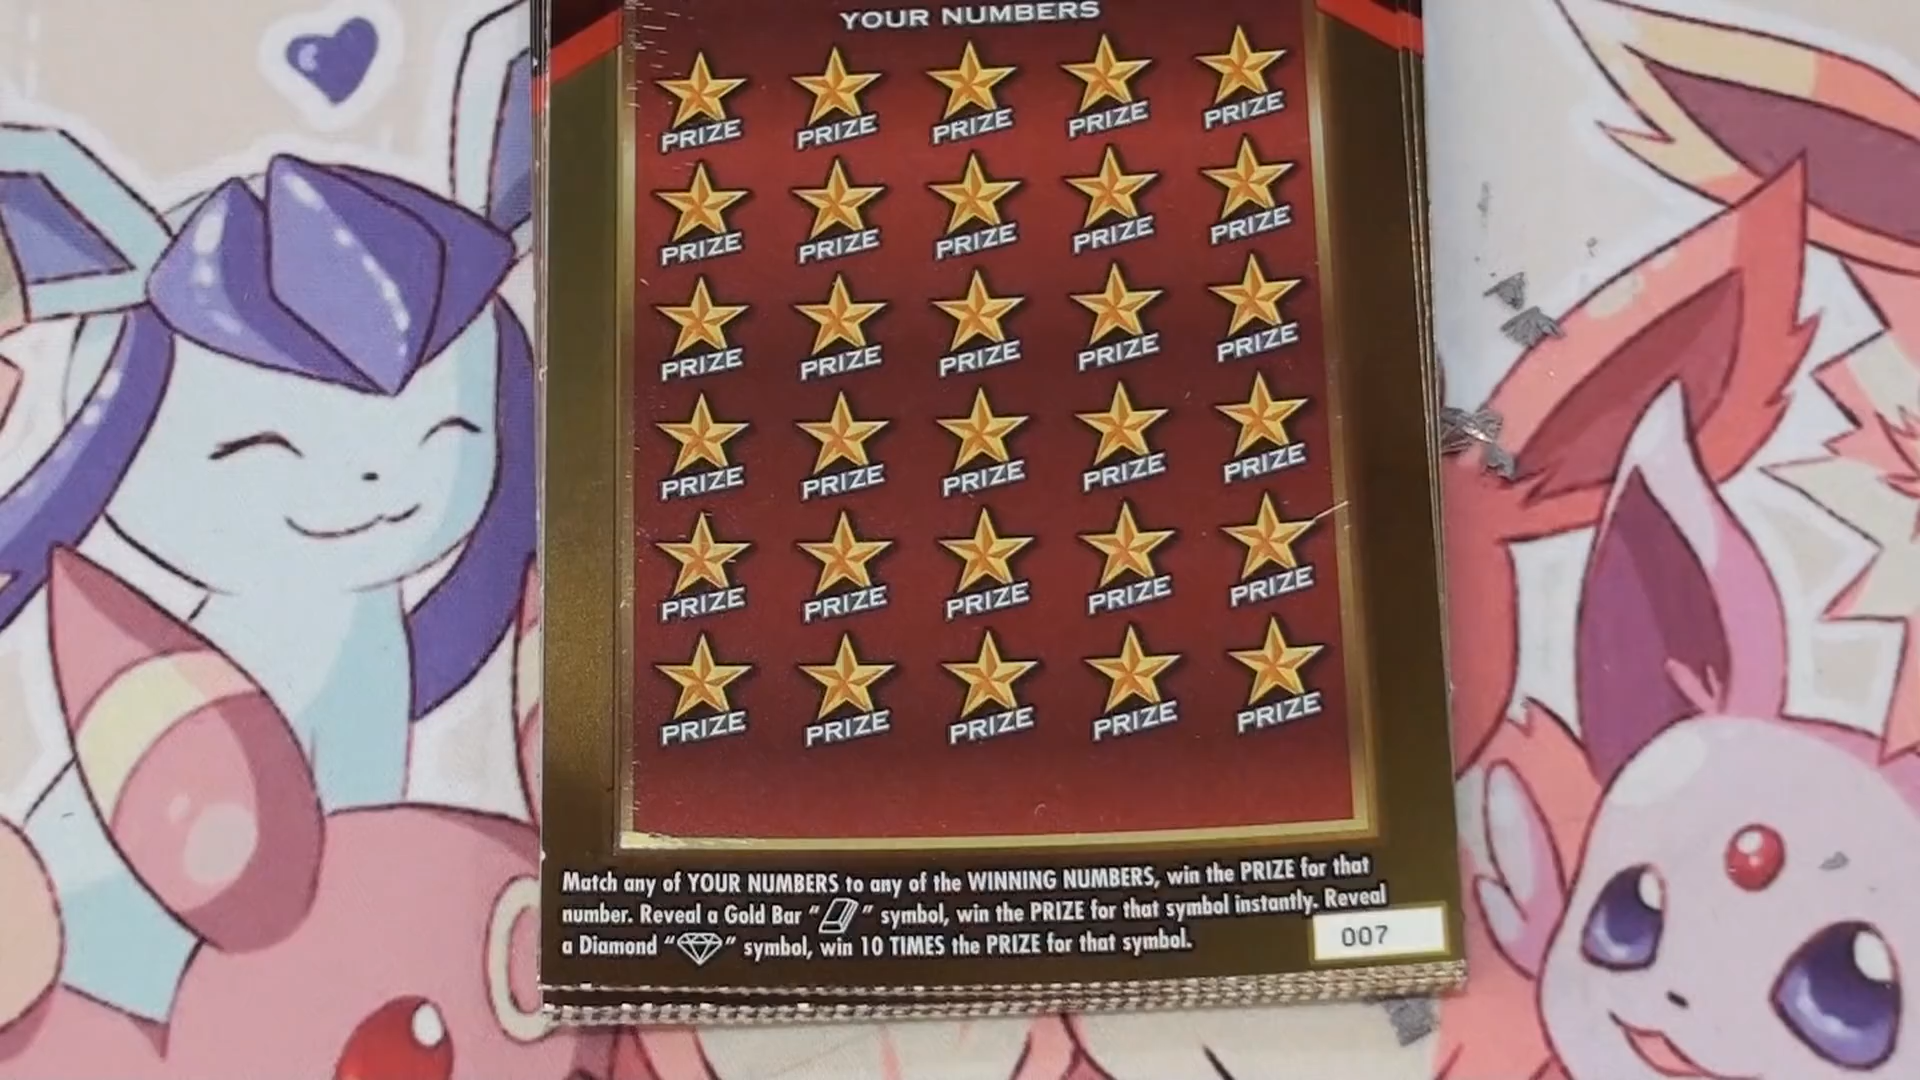 YOUR NUMBERS
PRIZE PRIZE PRIZE PRIZE PRIZE
PRIZE PRIZE PRIZE PRIZE PRIZE
PRIZE PRIZE PRIZE PRIZE PRIZE
PRIZE PRIZE PRIZE PRIZE PRIZE
PRIZE PRIZE PRIZE PRIZE PRIZE
PRIZE PRIZE PRIZE PRIZE PRIZE
Match any of YOUR NUMBERS to any of the WINNING NUMBERS, win the PRIZE for that
number. Reveal a Gold Bar " " symbol, win the PRIZE for that symbol instantly. Reveal
a Diamond " " symbol, win 10 TIMES the PRIZE for that symbol.
007